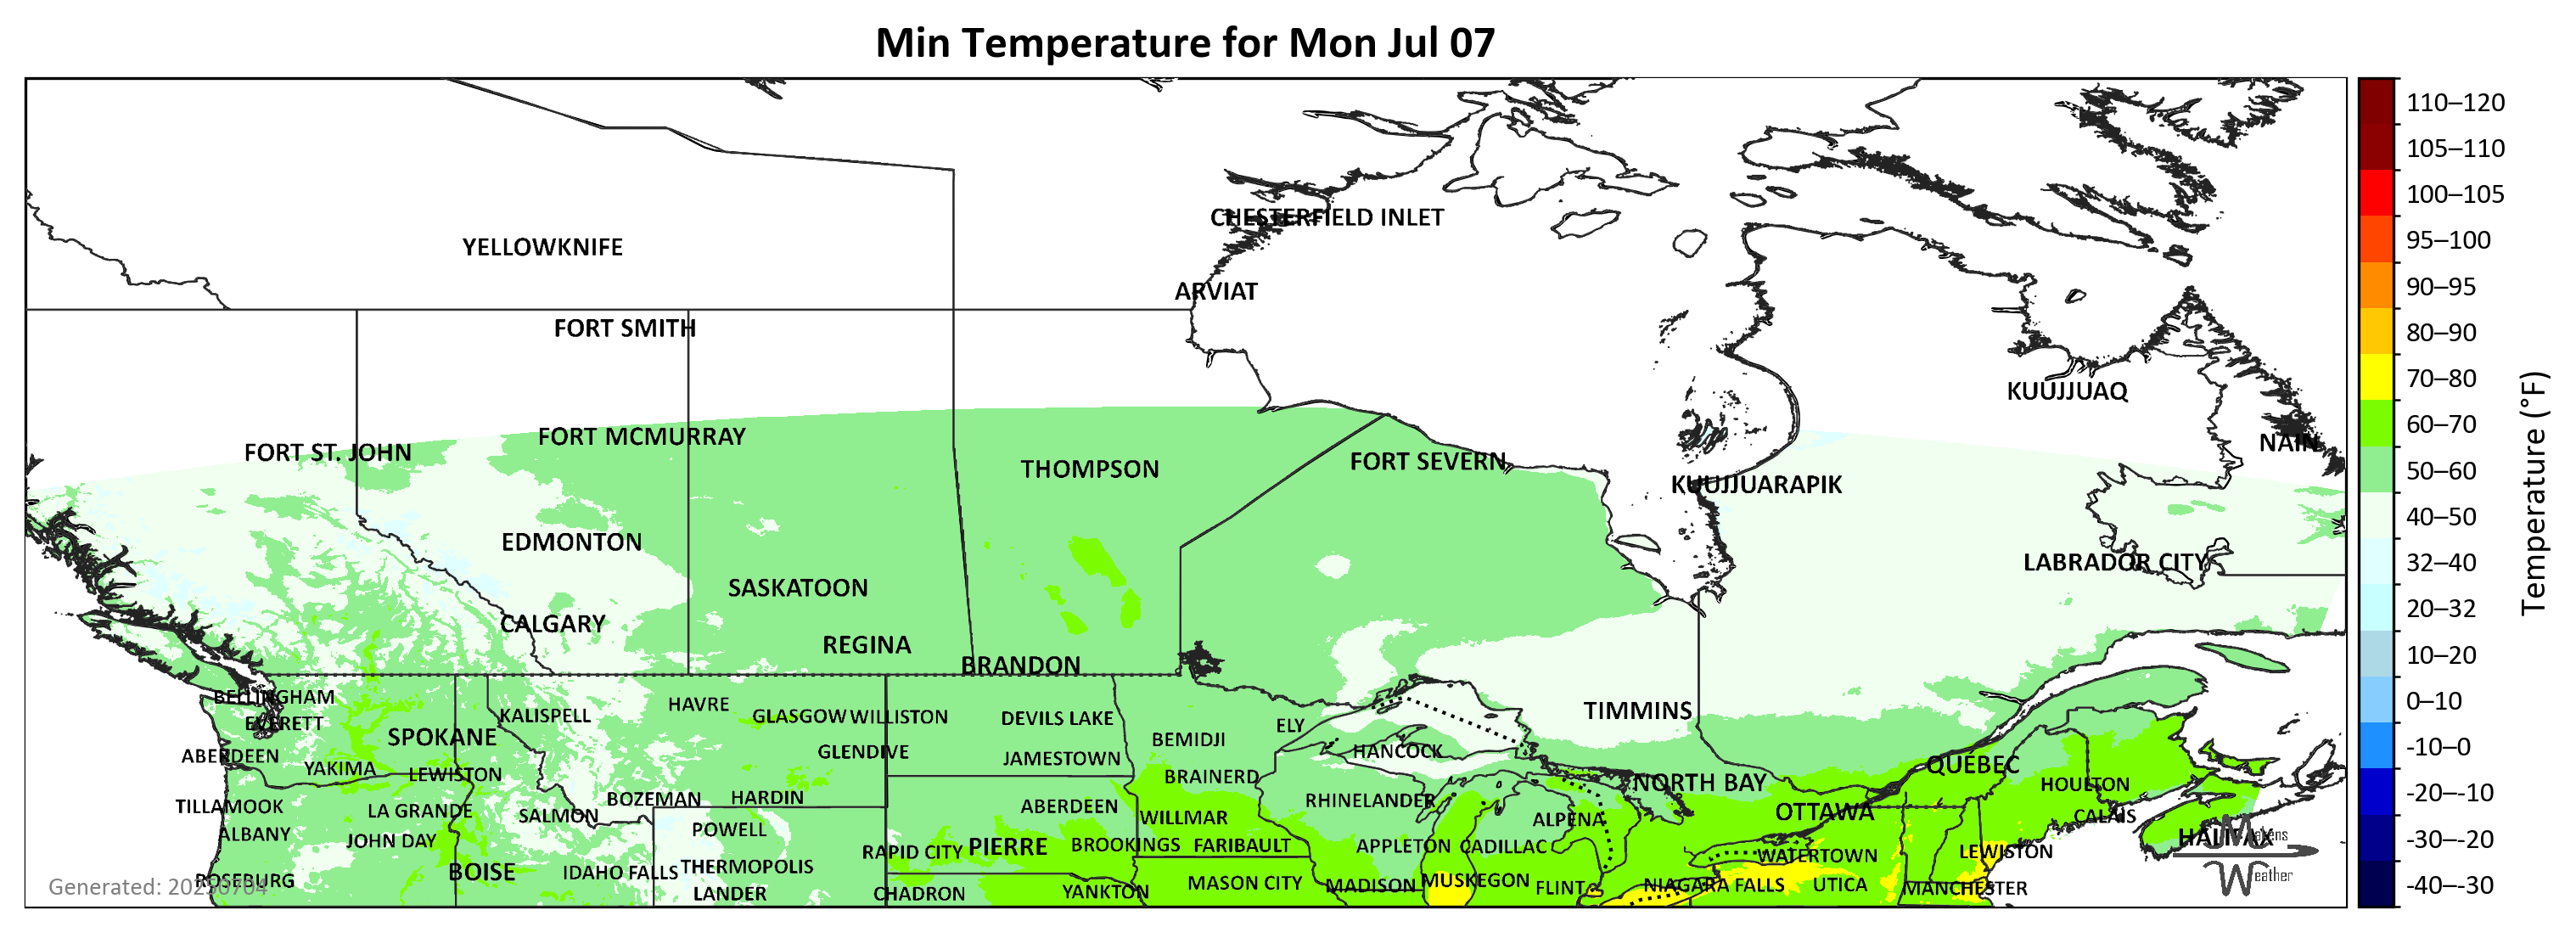 Min Temperature for Mon Jul 07
CHESTERFIELD INLET
YELLOWKNIFE
ARVIAT
FORT SMITH
KUUJJUAQ
FORT MCMURRAY
FORT ST. JOHN
NAIN
THOMPSON
FORT SEVERN
KUUJJUARAPIK
EDMONTON
LABRADOR CITY
SASKATOON
CALGARY
REGINA
BRANDON
BELLINGHAM
HAVRE
KALISPELL
GLASGOW
WILLISTON
DEVILS LAKE
TIMMINS
EVERETT
ELY
SPOKANE
BEMIDJI
GLENDIVE
HANCOCK
ABERDEEN
JAMESTOWN
QUÉBEC
YAKIMA
LEWISTON
BRAINERD
NORTH BAY
HOULTON
BOZEMAN
HARDIN
RHINELANDER
TILLAMOOK
ABERDEEN
LA GRANDE
SALMON
WILLMAR
ALPENA
OTTAWA
CALAIS
ALBANY
POWELL
HALIFAX
JOHN DAY
RAPID CITY
PIERRE
BROOKINGS
FARIBAULT
APPLETON
CADILLAC
WATERTOWN
LEWISTON
BOISE
IDAHO FALLS
THERMOPOLIS
ROSEBURG
MASON CITY
MADISON
MUSKEGON
FLINT
NIAGARA FALLS
UTICA
MANCHESTER
LANDER
CHADRON
YANKTON
Generated: 20250704
Makens
Weather
110–120
105–110
100–105
95–100
90–95
80–90
70–80
60–70
50–60
40–50
32–40
20–32
10–20
0–10
-10–0
-20–-10
-30–-20
-40–-30
Temperature (°F)